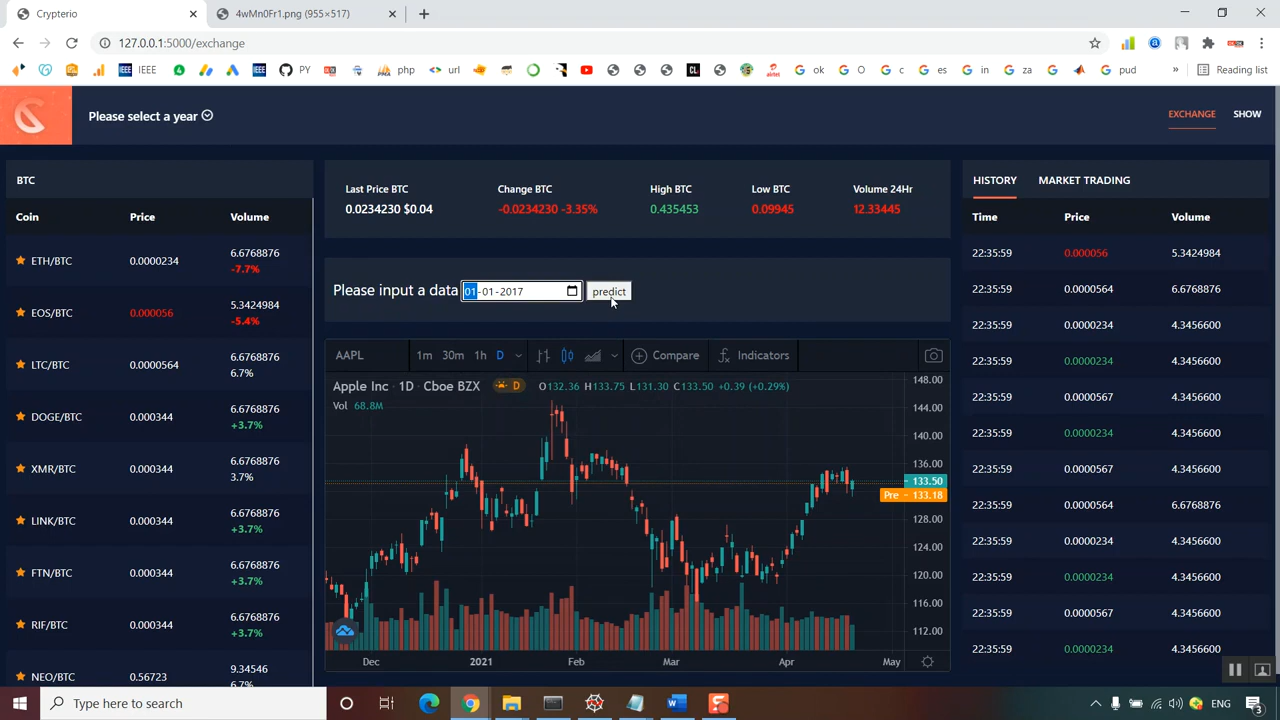 Crypterio
4wMn0Fr1.png (955×517)
127.0.0.1:5000/exchange
IEEE
IEEE
PY
php
url
ok
O
c
es
in
za
G
pud
»
Reading list
Please select a year
EXCHANGE
SHOW
BTC
Coin Price Volume
ETH/BTC 0.0000234 6.6768876
-7.7%
EOS/BTC 0.000056 5.3424984
-5.4%
LTC/BTC 0.0000564 6.6768876
6.7%
DOGE/BTC 0.000344 6.6768876
+3.7%
XMR/BTC 0.000344 6.6768876
3.7%
LINK/BTC 0.000344 6.6768876
+3.7%
FTN/BTC 0.000344 6.6768876
+3.7%
RIF/BTC 0.000344 6.6768876
+3.7%
NEO/BTC 0.56723 9.34546
6.7%
Last Price BTC Change BTC High BTC Low BTC Volume 24Hr
0.0234230 $0.04 -0.0234230 -3.35% 0.435453 0.09945 12.33445
Please input a data 01-01-2017 predict
AAPL 1m 30m 1h D Compare Indicators
Apple Inc · 1D · Cboe BZX D O132.36 H133.75 L131.30 C133.50 +0.39 (+0.29%)
Vol 68.8M
148.00
144.00
140.00
136.00
133.50
Pre 133.18
128.00
124.00
120.00
116.00
112.00
Dec 2021 Feb Mar Apr May
HISTORY MARKET TRADING
Time Price Volume
22:35:59 0.000056 5.3424984
22:35:59 0.0000564 6.6768876
22:35:59 0.0000234 4.3456600
22:35:59 0.0000234 4.3456600
22:35:59 0.0000567 4.3456600
22:35:59 0.0000234 4.3456600
22:35:59 0.0000567 4.3456600
22:35:59 0.0000564 6.6768876
22:35:59 0.0000234 4.3456600
22:35:59 0.0000234 4.3456600
22:35:59 0.0000567 4.3456600
22:35:59 0.0000234 4.3456600
Type here to search
ENG
3